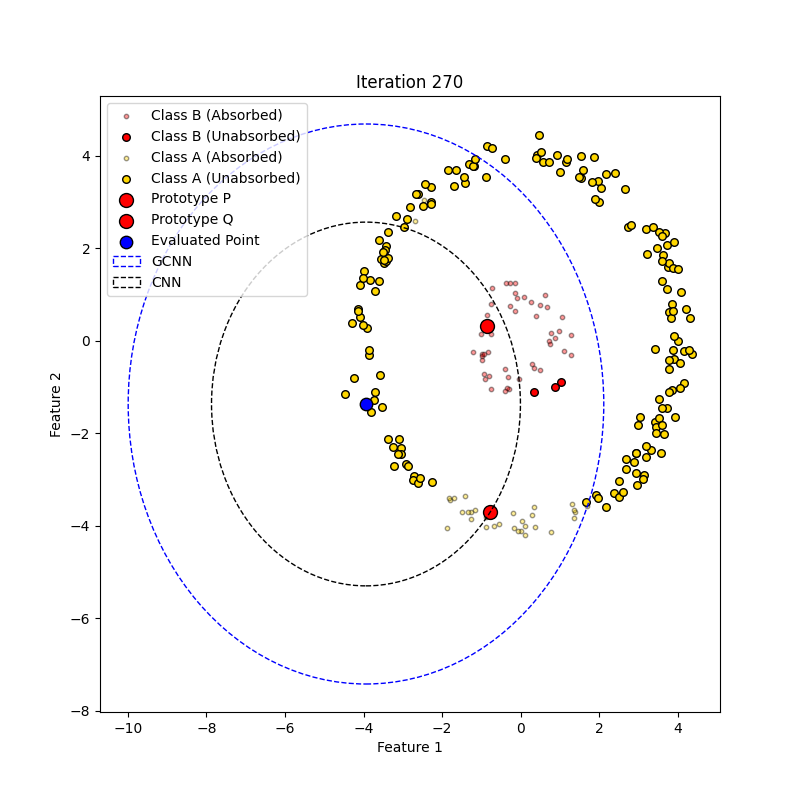 Iteration 270
Class B (Absorbed)
Class B (Unabsorbed)
Class A (Absorbed)
Class A (Unabsorbed)
Prototype P
Prototype Q
Evaluated Point
GCNN
CNN
Feature 2
4
2
0
−2
−4
−6
−8
−10 −8 −6 −4 −2 0 2 4
Feature 1